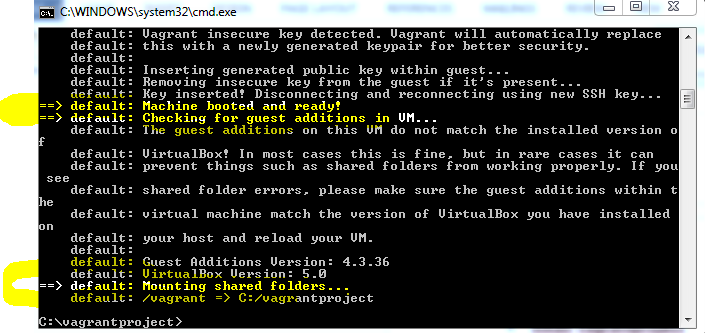 C:\WINDOWS\system32\cmd.exe
default: Vagrant insecure key detected. Vagrant will automatically replace
default: this with a newly generated keypair for better security.
default:
default: Inserting generated public key within guest...
default: Removing insecure key from the guest if it's present...
default: Key inserted! Disconnecting and reconnecting using new SSH key...
==> default: Machine booted and ready!
==> default: Checking for guest additions in VM...
default: The guest additions on this VM do not match the installed version o
f
default: VirtualBox! In most cases this is fine, but in rare cases it can
default: prevent things such as shared folders from working properly. If you
see
default: shared folder errors, please make sure the guest additions within t
he
default: virtual machine match the version of VirtualBox you have installed
on
default: your host and reload your VM.
default:
default: Guest Additions Version: 4.3.36
default: VirtualBox Version: 5.0
==> default: Mounting shared folders...
default: /vagrant => C:/vagrantproject
C:\vagrantproject>